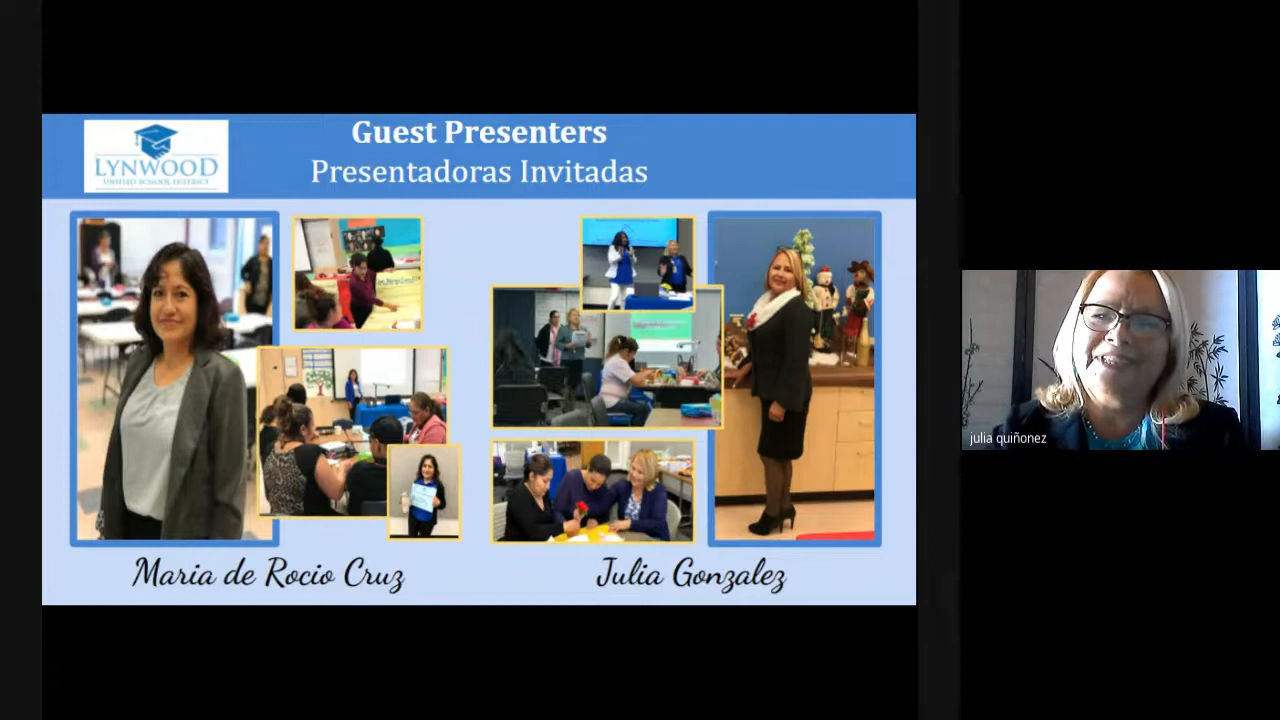 Guest Presenters
Presentadoras Invitadas
LYNWOOD
UNIFIED SCHOOL DISTRICT
Maria de Rocio Cruz
Julia Gonzalez
julia quiñonez